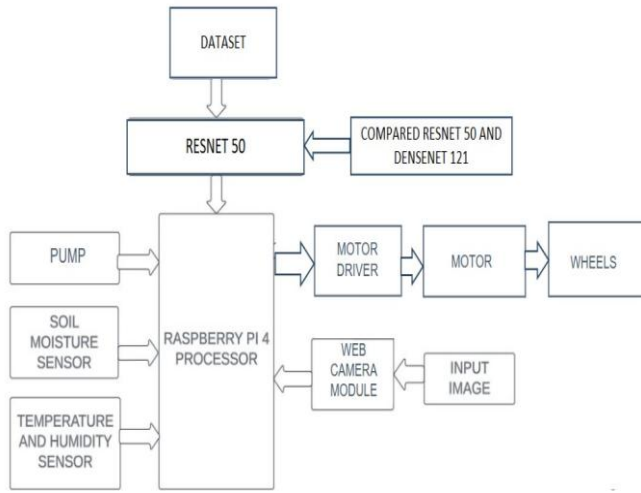 DATASET
RESNET 50
COMPARED RESNET 50 AND
DENSENET 121
PUMP
MOTOR
DRIVER
MOTOR
WHEELS
SOIL
MOISTURE
SENSOR
RASPBERRY PI 4
PROCESSOR
WEB
CAMERA
MODULE
INPUT
IMAGE
TEMPERATURE
AND HUMIDITY
SENSOR